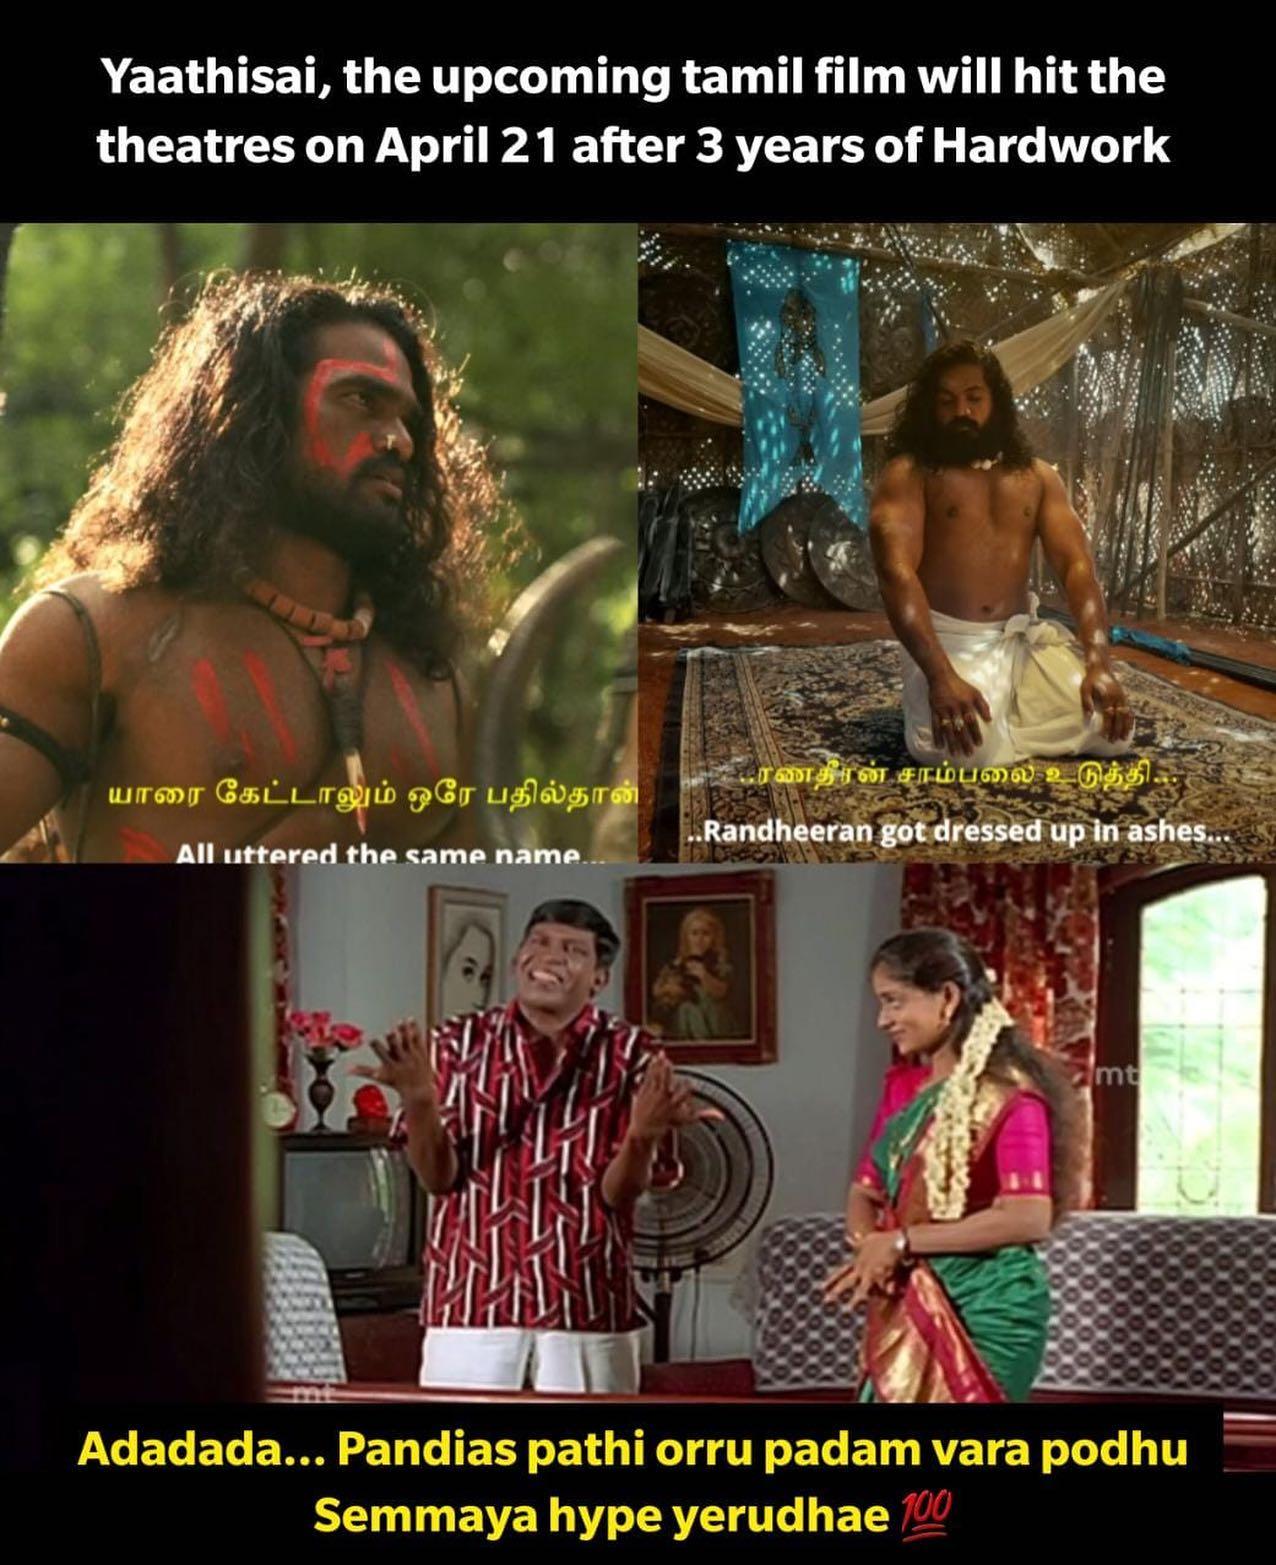 Yaathisai, the upcoming tamil film will hit the
theatres on April 21 after 3 years of Hardwork
யாரை கேட்டாலும் ஒரே பதில்தான்
All uttered the same name...
..ரணதீரன் சாம்பலை உடுத்தி...
..Randheeran got dressed up in ashes...
mt
mt
Adadada... Pandias pathi orru padam vara podhu
Semmaya hype yerudhae 💯